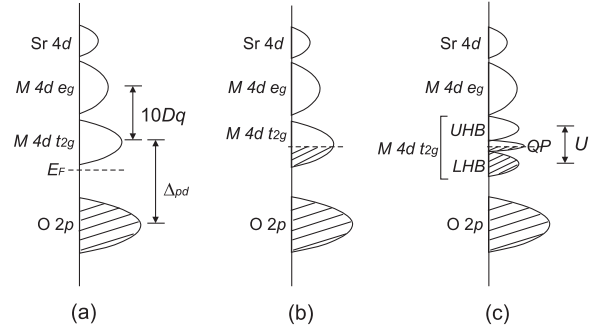 Sr 4d
M 4d eg
10Dq
M 4d t2g
EF
Δpd
O 2p
(a)
Sr 4d
M 4d eg
M 4d t2g
O 2p
(b)
Sr 4d
M 4d eg
UHB
M 4d t2g
QP
U
LHB
O 2p
(c)